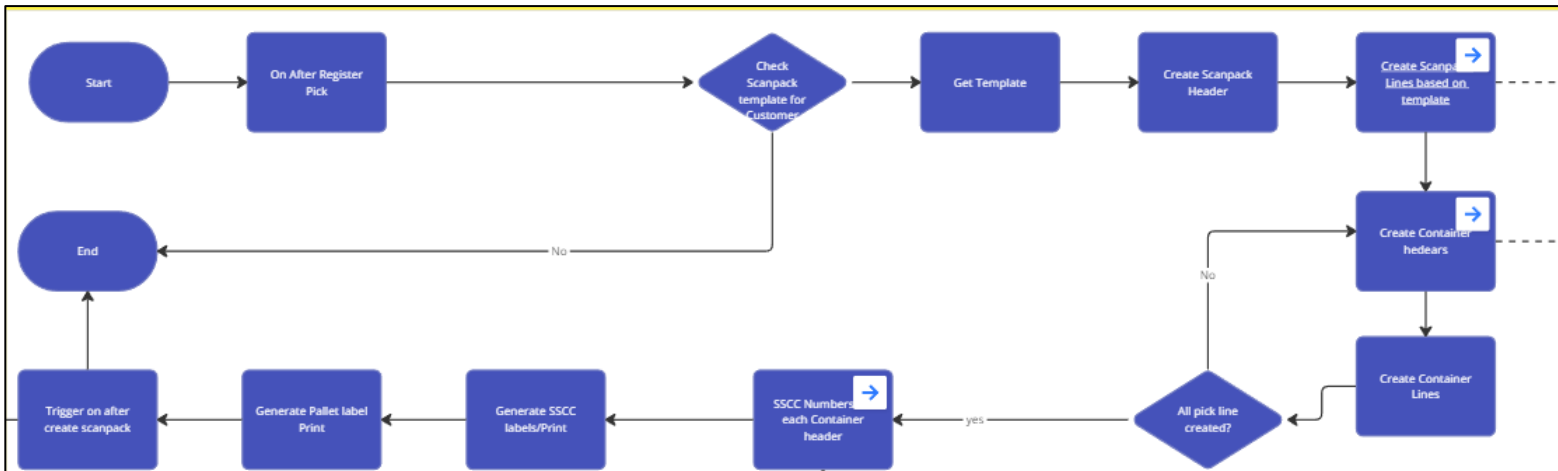 Start
On After Register
Pick
Check
Scanpack
template for
Customer
Get Template
Create Scanpack
Header
Create Scanpa
Lines based on
template
End
No
No
Create Container
hedears
Create Container
Lines
All pick line
created?
yes
SSCC Numbers
each Container
header
Generate SSCC
labels/Print
Generate Pallet label
Print
Trigger on after
create scanpack